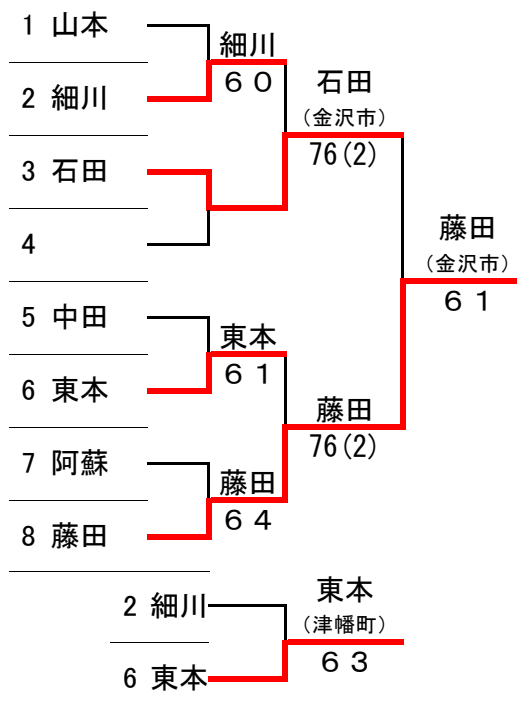 1 山本
細川
6 0
2 細川
石田
(金沢市)
76(2)
3 石田
4
藤田
(金沢市)
6 1
5 中田
東本
6 1
6 東本
藤田
76(2)
7 阿蘇
藤田
6 4
8 藤田
2 細川
東本
(津幡町)
6 3
6 東本